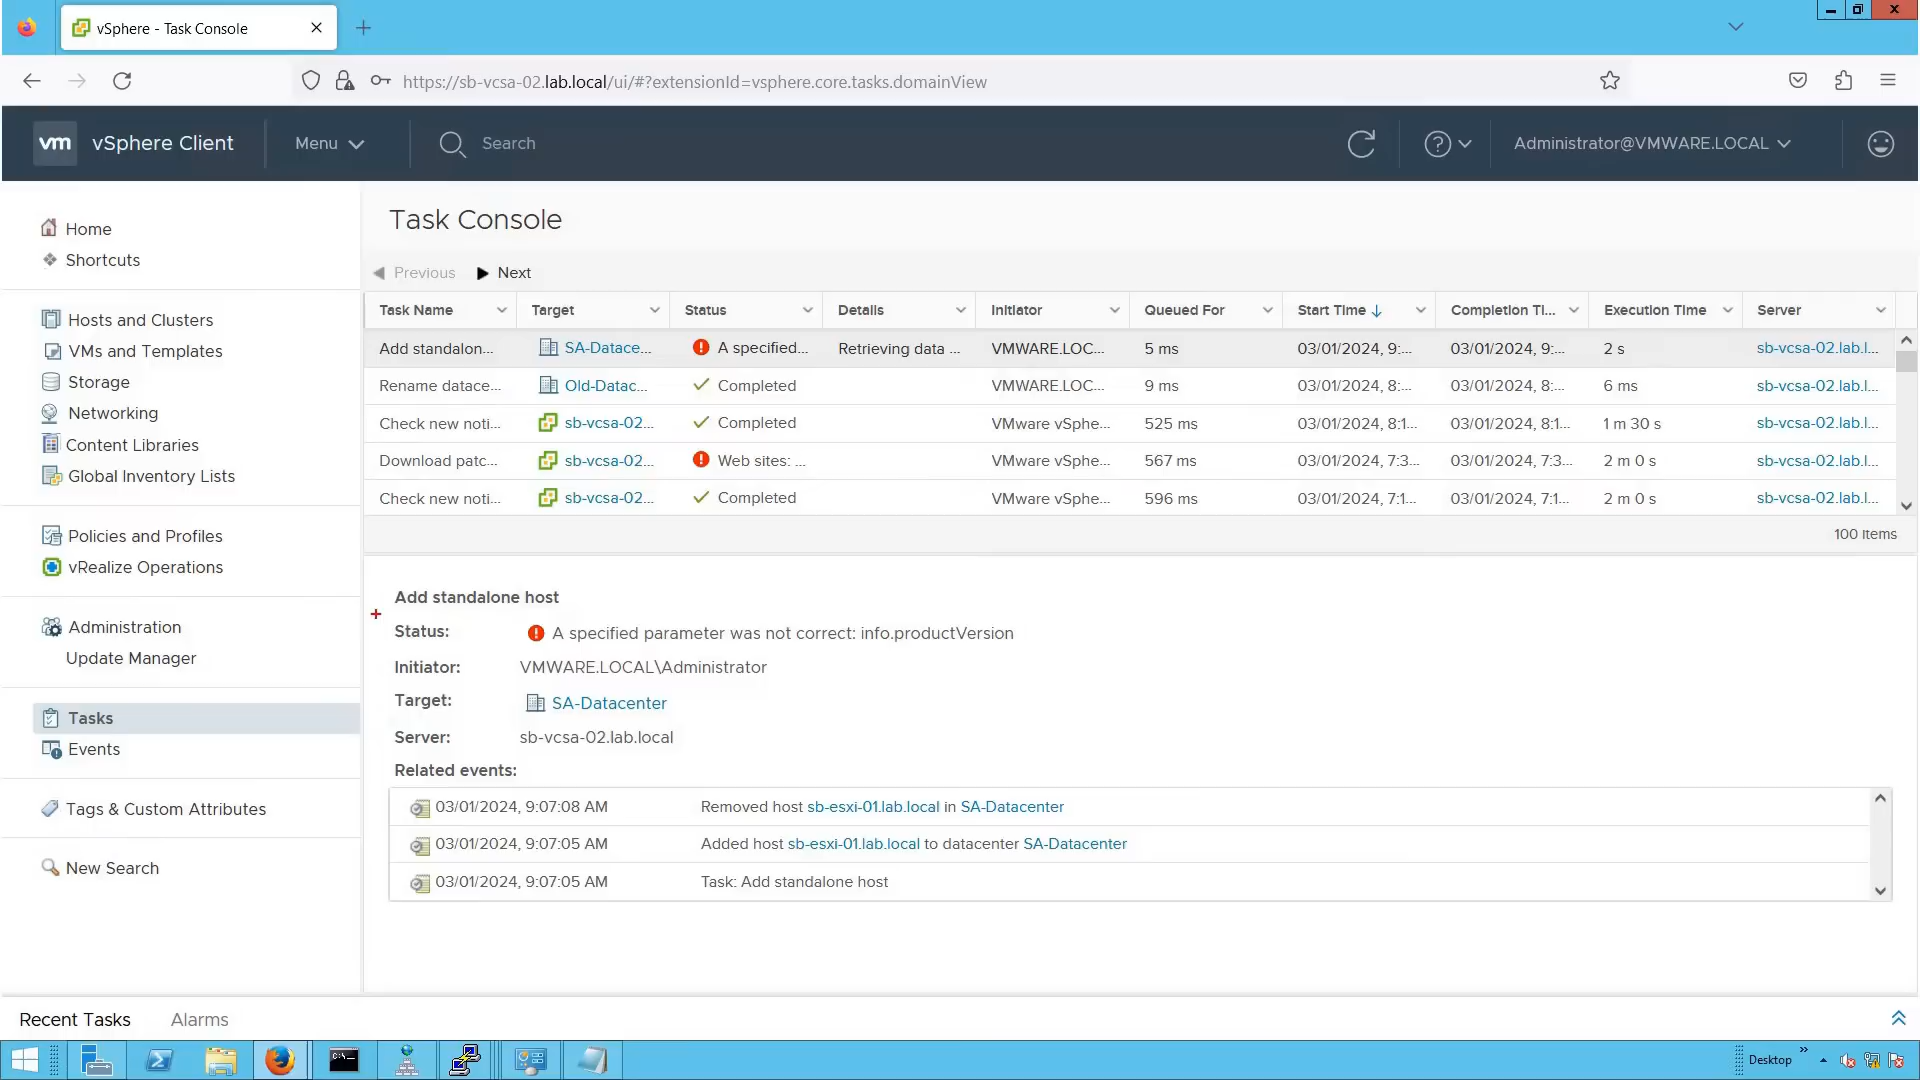 vSphere - Task Console
https://sb-vcsa-02.lab.local/ui/#?extensionId=vsphere.core.tasks.domainView
vm vSphere Client Menu Search Administrator@VMWARE.LOCAL
Home
Shortcuts
Hosts and Clusters
VMs and Templates
Storage
Networking
Content Libraries
Global Inventory Lists
Policies and Profiles
vRealize Operations
Administration
Update Manager
Tasks
Events
Tags & Custom Attributes
New Search
Task Console
Previous Next
Task Name Target Status Details Initiator Queued For Start Time Completion Ti... Execution Time Server
Add standalon... SA-Datace... A specified... Retrieving data ... VMWARE.LOC... 5 ms 03/01/2024, 9:... 03/01/2024, 9:... 2 s sb-vcsa-02.lab.l...
Rename datace... Old-Datac... Completed VMWARE.LOC... 9 ms 03/01/2024, 8:... 03/01/2024, 8:... 6 ms sb-vcsa-02.lab.l...
Check new noti... sb-vcsa-02... Completed VMware vSphe... 525 ms 03/01/2024, 8:1... 03/01/2024, 8:1... 1 m 30 s sb-vcsa-02.lab.l...
Download patc... sb-vcsa-02... Web sites: ... VMware vSphe... 567 ms 03/01/2024, 7:3... 03/01/2024, 7:3... 2 m 0 s sb-vcsa-02.lab.l...
Check new noti... sb-vcsa-02... Completed VMware vSphe... 596 ms 03/01/2024, 7:1... 03/01/2024, 7:1... 2 m 0 s sb-vcsa-02.lab.l...
100 items
Add standalone host
Status: A specified parameter was not correct: info.productVersion
Initiator: VMWARE.LOCAL\Administrator
Target: SA-Datacenter
Server: sb-vcsa-02.lab.local
Related events:
03/01/2024, 9:07:08 AM Removed host sb-esxi-01.lab.local in SA-Datacenter
03/01/2024, 9:07:05 AM Added host sb-esxi-01.lab.local to datacenter SA-Datacenter
03/01/2024, 9:07:05 AM Task: Add standalone host
Recent Tasks Alarms
Desktop